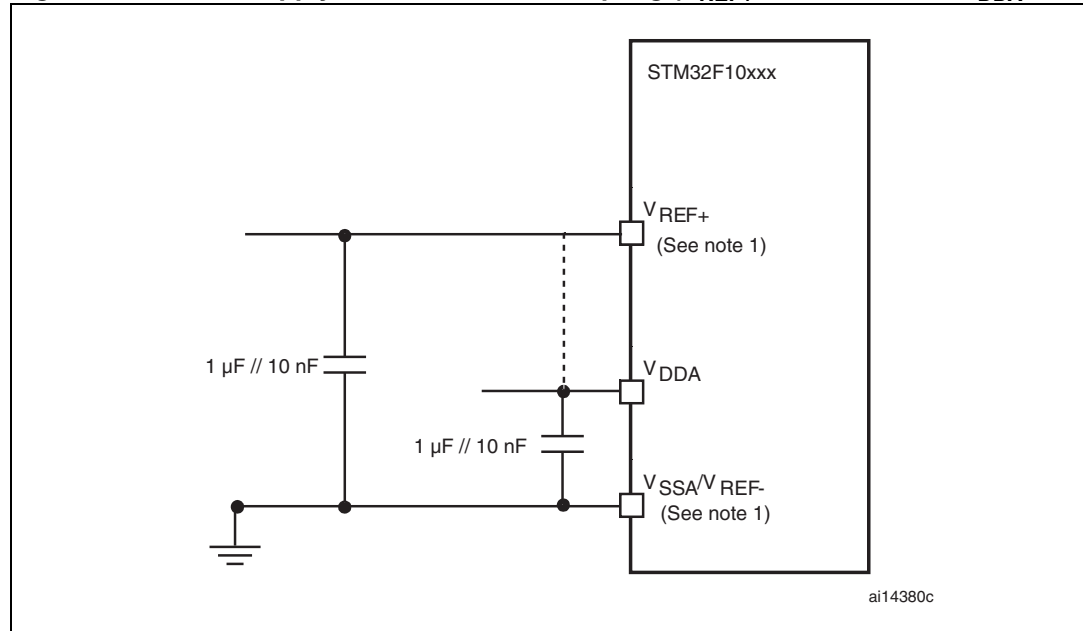 STM32F10xxx
VREF+
(See note 1)
1 µF // 10 nF
VDDA
1 µF // 10 nF
VSSA/VREF-
(See note 1)
ai14380c